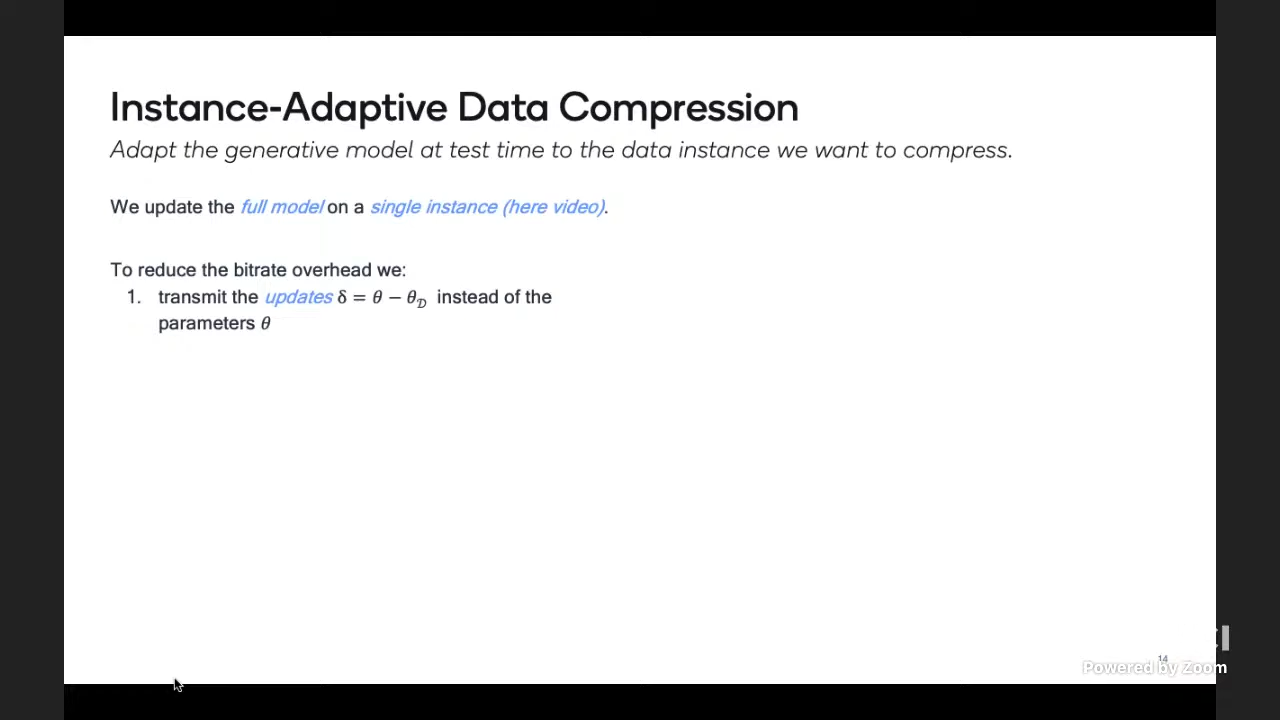 Instance-Adaptive Data Compression
Adapt the generative model at test time to the data instance we want to compress.
We update the full model on a single instance (here video).
To reduce the bitrate overhead we:
1. transmit the updates δ = θ − θ_𝒟 instead of the
parameters θ
14
Powered by Zoom